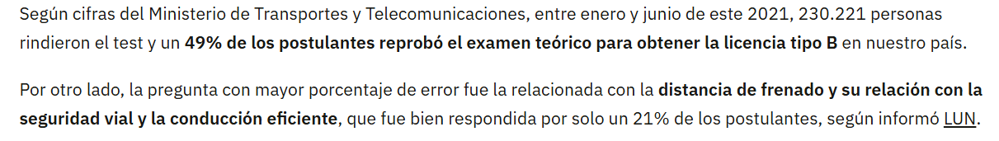 Según cifras del Ministerio de Transportes y Telecomunicaciones, entre enero y junio de este 2021, 230.221 personas
rindieron el test y un 49% de los postulantes reprobó el examen teórico para obtener la licencia tipo B en nuestro país.
Por otro lado, la pregunta con mayor porcentaje de error fue la relacionada con la distancia de frenado y su relación con la
seguridad vial y la conducción eficiente, que fue bien respondida por solo un 21% de los postulantes, según informó LUN.